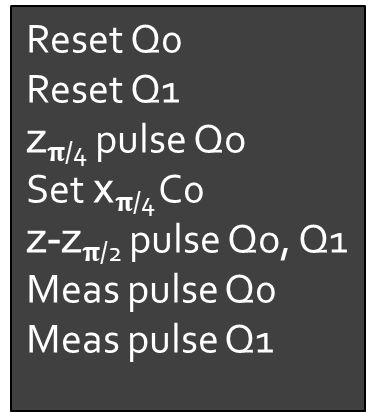 Reset Q0
Reset Q1
zπ/4 pulse Q0
Set xπ/4 C0
z-zπ/2 pulse Q0, Q1
Meas pulse Q0
Meas pulse Q1